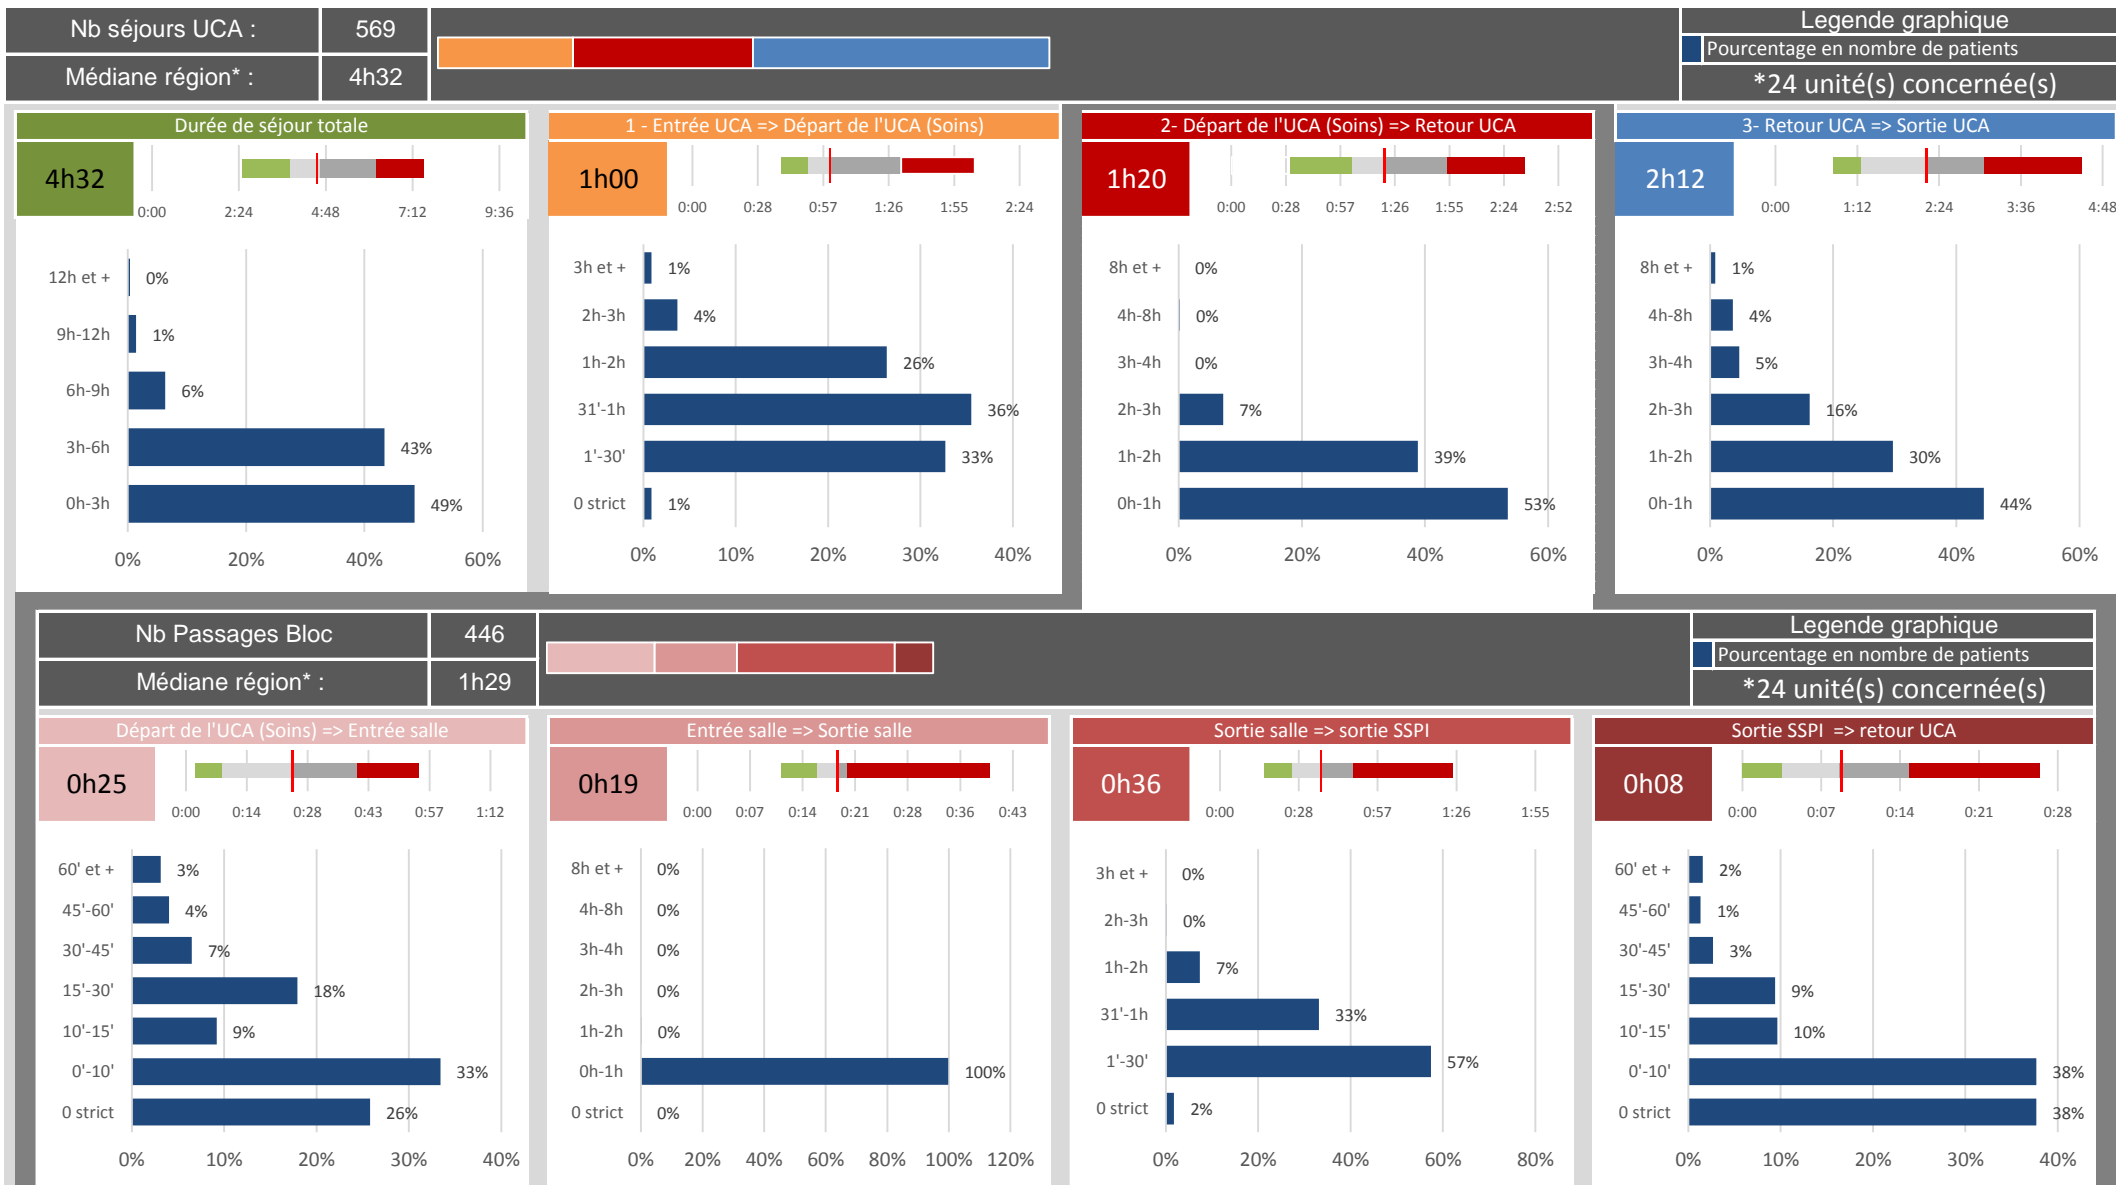 Nb séjours UCA : 569
Médiane région* : 4h32
Legende graphique
Pourcentage en nombre de patients
*24 unité(s) concernée(s)
Durée de séjour totale
4h32
0:00 2:24 4:48 7:12 9:36
12h et + 0%
9h-12h 1%
6h-9h 6%
3h-6h 43%
0h-3h 49%
0% 20% 40% 60%
1 - Entrée UCA => Départ de l'UCA (Soins)
1h00
0:00 0:28 0:57 1:26 1:55 2:24
3h et + 1%
2h-3h 4%
1h-2h 26%
31'-1h 36%
1'-30' 33%
0 strict 1%
0% 10% 20% 30% 40%
2- Départ de l'UCA (Soins) => Retour UCA
1h20
0:00 0:28 0:57 1:26 1:55 2:24 2:52
8h et + 0%
4h-8h 0%
3h-4h 0%
2h-3h 7%
1h-2h 39%
0h-1h 53%
0% 20% 40% 60%
3- Retour UCA => Sortie UCA
2h12
0:00 1:12 2:24 3:36 4:48
8h et + 1%
4h-8h 4%
3h-4h 5%
2h-3h 16%
1h-2h 30%
0h-1h 44%
0% 20% 40% 60%
Nb Passages Bloc 446
Médiane région* : 1h29
Legende graphique
Pourcentage en nombre de patients
*24 unité(s) concernée(s)
Départ de l'UCA (Soins) => Entrée salle
0h25
0:00 0:14 0:28 0:43 0:57 1:12
60' et + 3%
45'-60' 4%
30'-45' 7%
15'-30' 18%
10'-15' 9%
0'-10' 33%
0 strict 26%
0% 10% 20% 30% 40%
Entrée salle => Sortie salle
0h19
0:00 0:07 0:14 0:21 0:28 0:36 0:43
8h et + 0%
4h-8h 0%
3h-4h 0%
2h-3h 0%
1h-2h 0%
0h-1h 100%
0 strict 0%
0% 20% 40% 60% 80% 100% 120%
Sortie salle => sortie SSPI
0h36
0:00 0:28 0:57 1:26 1:55
3h et + 0%
2h-3h 0%
1h-2h 7%
31'-1h 33%
1'-30' 57%
0 strict 2%
0% 20% 40% 60% 80%
Sortie SSPI => retour UCA
0h08
0:00 0:07 0:14 0:21 0:28
60' et + 2%
45'-60' 1%
30'-45' 3%
15'-30' 9%
10'-15' 10%
0'-10' 38%
0 strict 38%
0% 10% 20% 30% 40%